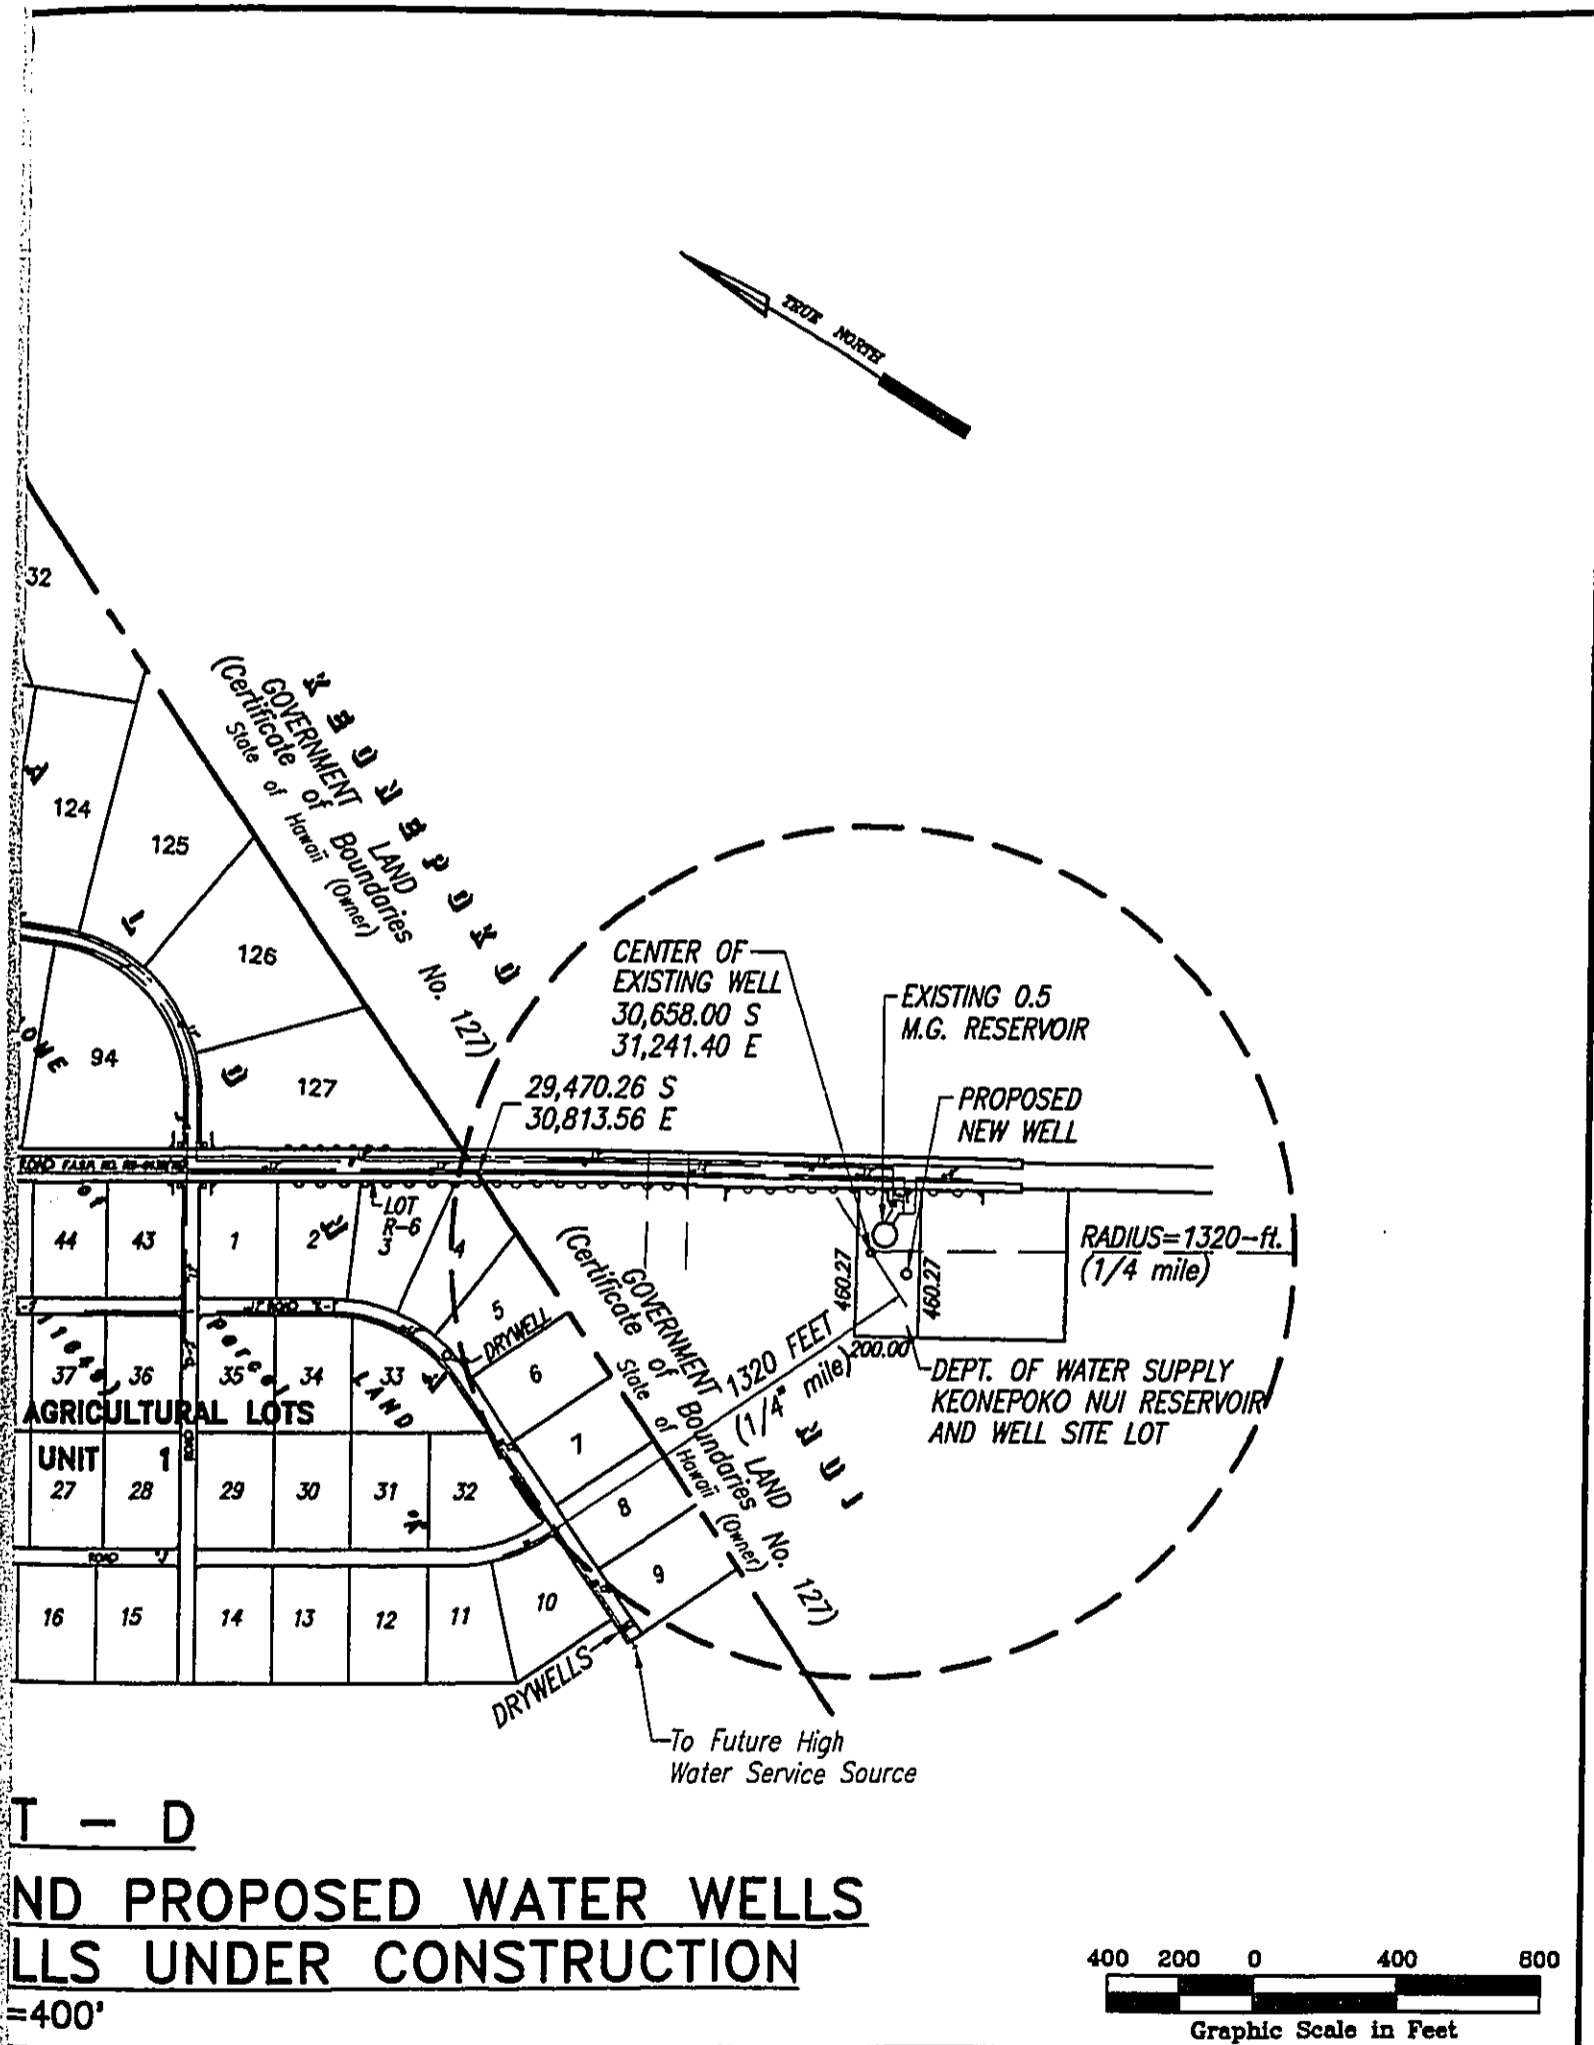 TRUE NORTH
32
124
125
126
94
127
KEONEPOKO
GOVERNMENT LAND
(Certificate of Boundaries No. 127)
State of Hawaii (Owner)
CENTER OF
EXISTING WELL
30,658.00 S
31,241.40 E
29,470.26 S
30,813.56 E
EXISTING 0.5
M.G. RESERVOIR
PROPOSED
NEW WELL
LOT
R-6
3
44
43
1
2
4
5
DRYWELL
6
7
8
9
37
36
35
34
33
Parcel
LAND
AGRICULTURAL LOTS
UNIT 1
27
28
29
30
31
32
ROAD
16
15
14
13
12
11
10
DRYWELLS
GOVERNMENT LAND
(Certificate of Boundaries No. 127)
State of Hawaii (Owner)
NUI
1320 FEET
(1/4 mile)
460.27
460.27
200.00
RADIUS=1320-ft.
(1/4 mile)
DEPT. OF WATER SUPPLY
KEONEPOKO NUI RESERVOIR
AND WELL SITE LOT
To Future High
Water Service Source
T - D
ND PROPOSED WATER WELLS
LLS UNDER CONSTRUCTION
=400'
400 200 0 400 800
Graphic Scale in Feet